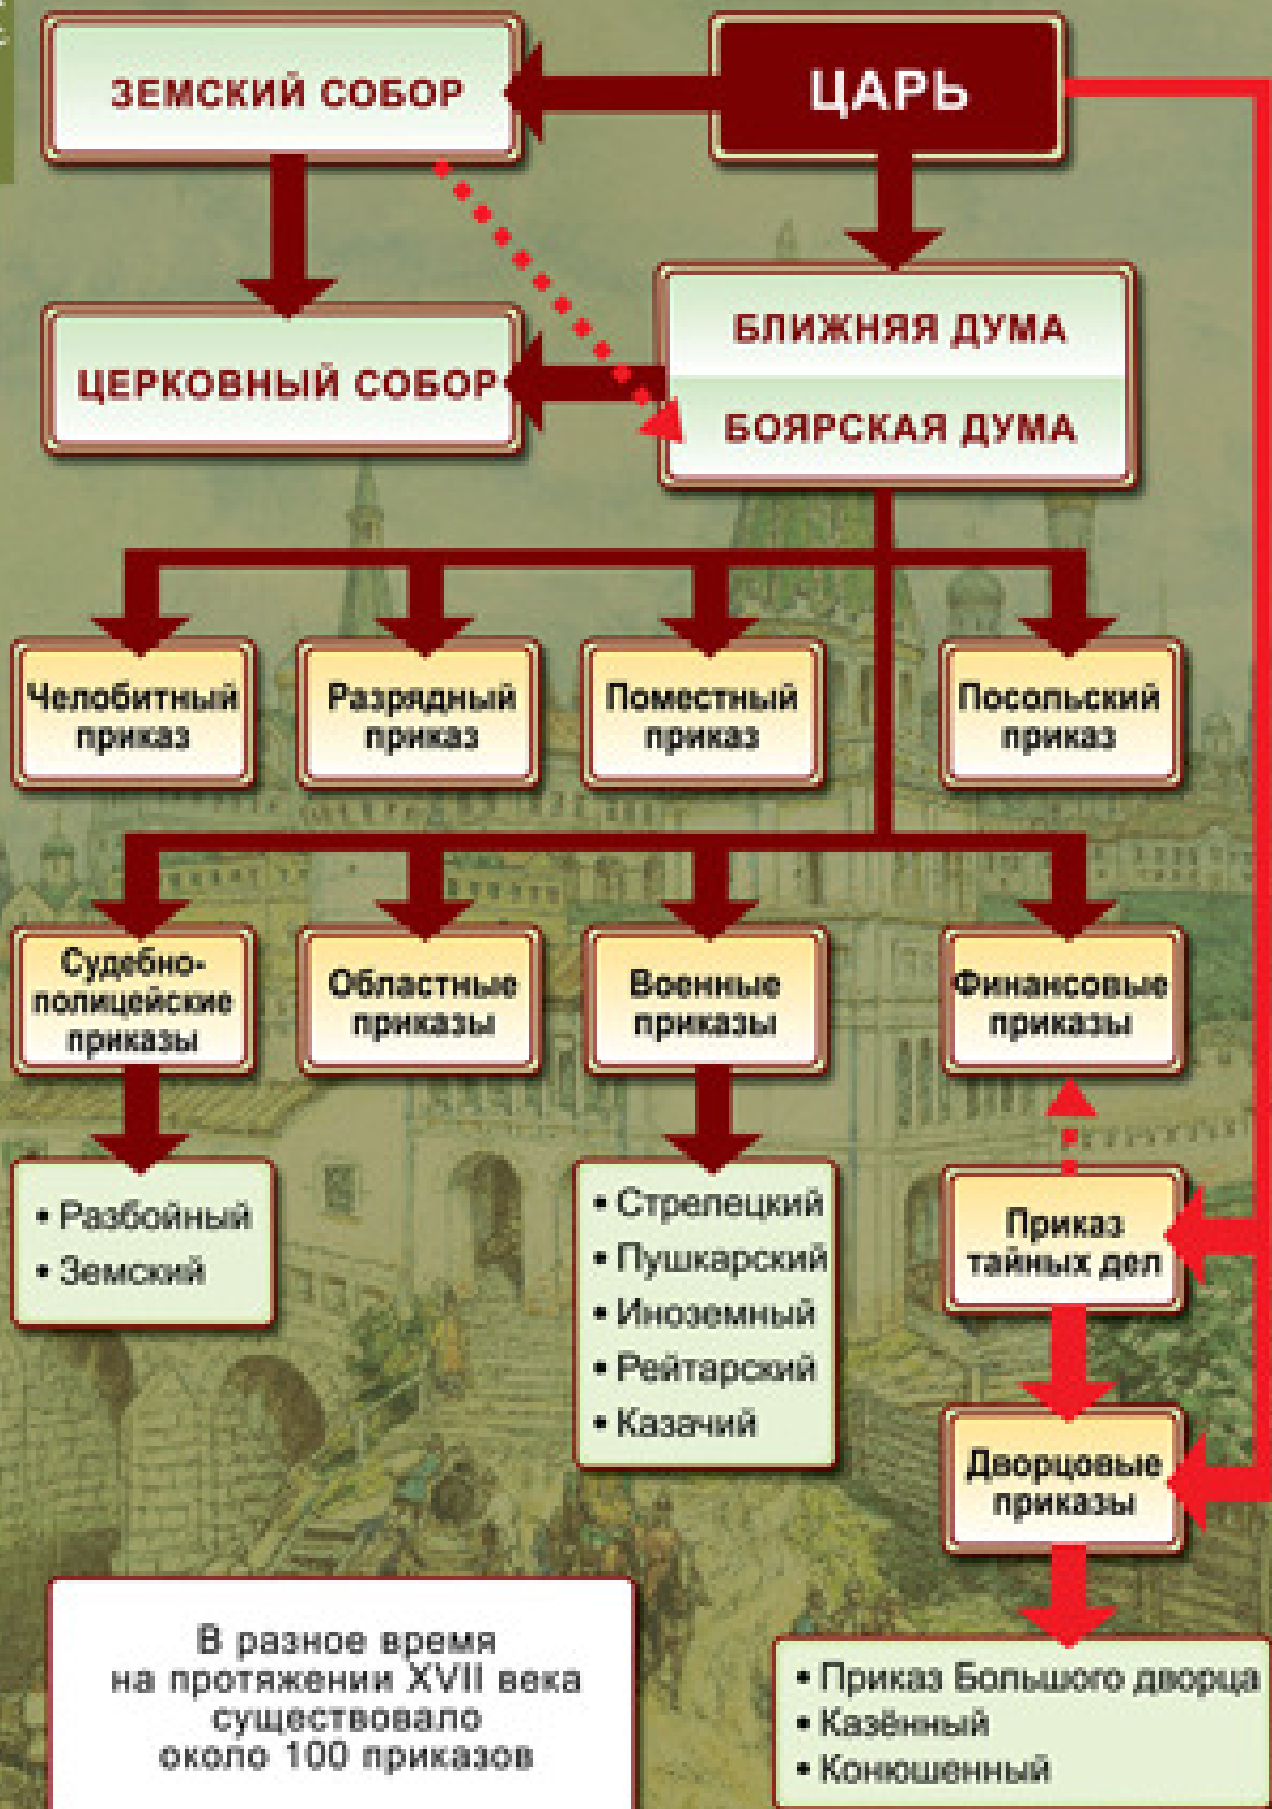 ЗЕМСКИЙ СОБОР
ЦАРЬ
ЦЕРКОВНЫЙ СОБОР
БЛИЖНЯЯ ДУМА
БОЯРСКАЯ ДУМА
Челобитный
приказ
Разрядный
приказ
Поместный
приказ
Посольский
приказ
Судебно-
полицейские
приказы
Областные
приказы
Военные
приказы
Финансовые
приказы
• Разбойный
• Земский
• Стрелецкий
• Пушкарский
• Иноземный
• Рейтарский
• Казачий
Приказ
тайных дел
Дворцовые
приказы
В разное время
на протяжении XVII века
существовало
около 100 приказов
• Приказ Большого дворца
• Казённый
• Конюшенный